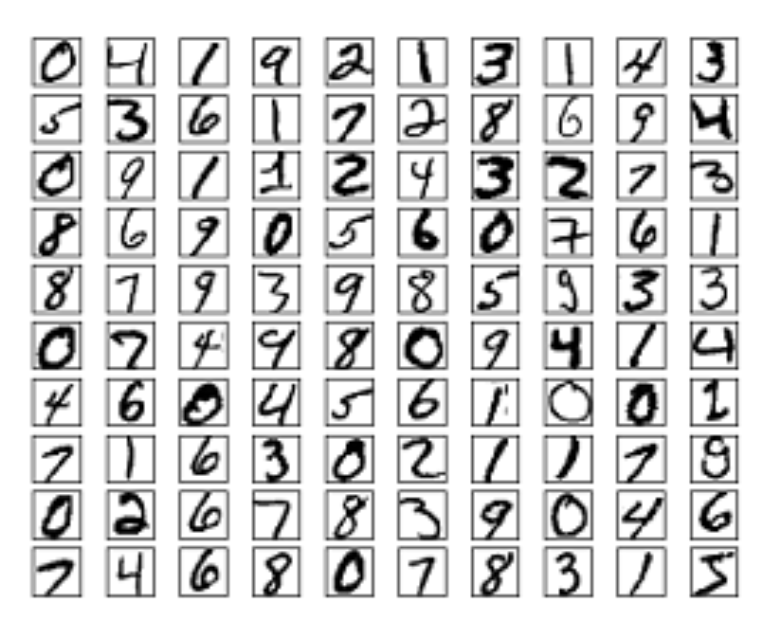 0 4 1 9 2 1 3 1 4 3
5 3 6 1 7 2 8 6 9 4
0 9 1 1 2 4 3 2 7 3
8 6 9 0 5 6 0 7 6 1
8 7 9 3 9 8 5 9 3 3
0 7 4 9 8 0 9 4 1 4
4 6 0 4 5 6 1 0 0 1
7 1 6 3 0 2 1 1 7 9
0 2 6 7 8 3 9 0 4 6
7 4 6 8 0 7 8 3 1 5